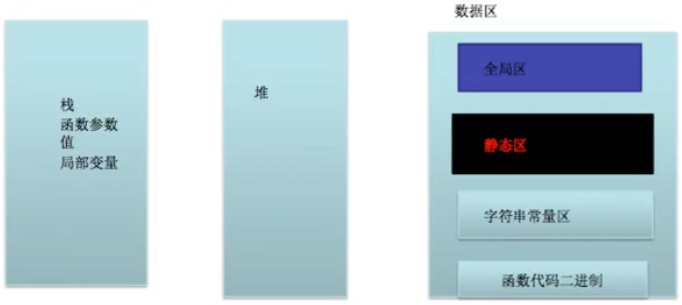 栈
函数参数
值
局部变量
堆
数据区
全局区
静态区
字符串常量区
函数代码二进制